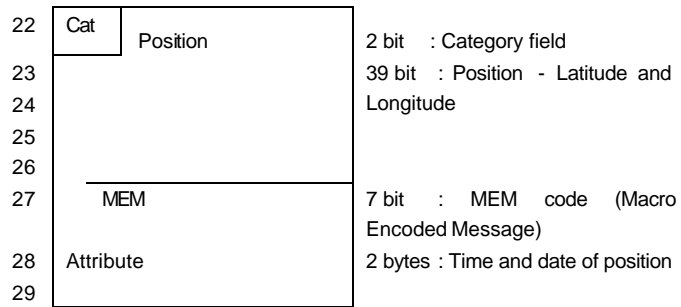 22 Cat Position 2 bit : Category field
23 39 bit : Position - Latitude and
24 Longitude
25
26
27 MEM 7 bit : MEM code (Macro
Encoded Message)
28 Attribute 2 bytes : Time and date of position
29